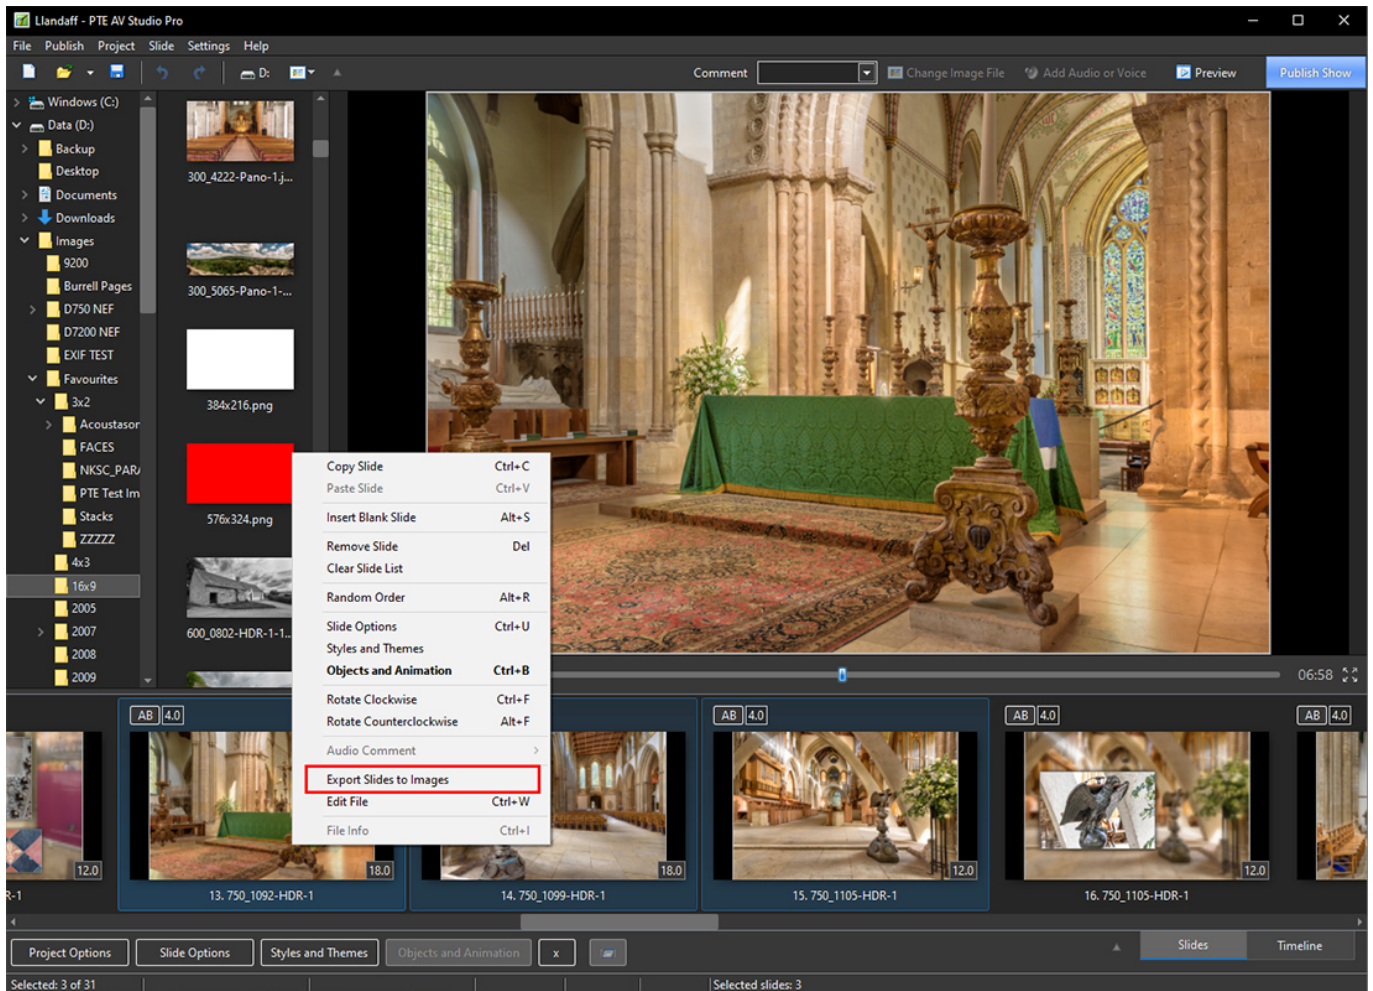 Llandaff - PTE AV Studio Pro
File Publish Project Slide Settings Help
D: Comment Change Image File Add Audio or Voice Preview Publish Show
Windows (C:)
Data (D:)
Backup
Desktop
Documents
Downloads
Images
9200
Burrell Pages
D750 NEF
D7200 NEF
EXIF TEST
Favourites
3x2
Acoustasor
FACES
NKSC_PAR
PTE Test Im
Stacks
ZZZZZ
4x3
16x9
2005
2007
2008
2009
300_4222-Pano-1.j...
300_5065-Pano-1-...
384x216.png
576x324.png
600_0802-HDR-1-1...
Copy Slide Ctrl+C
Paste Slide Ctrl+V
Insert Blank Slide Alt+S
Remove Slide Del
Clear Slide List
Random Order Alt+R
Slide Options Ctrl+U
Styles and Themes
Objects and Animation Ctrl+B
Rotate Clockwise Ctrl+F
Rotate Counterclockwise Alt+F
Audio Comment
Export Slides to Images
Edit File Ctrl+W
File Info Ctrl+I
06:58
AB 4.0 AB 4.0 AB 4.0 AB 4.0
12.0 18.0 18.0 12.0 12.0
R-1 13. 750_1092-HDR-1 14. 750_1099-HDR-1 15. 750_1105-HDR-1 16. 750_1105-HDR-1
Project Options Slide Options Styles and Themes Objects and Animation x Slides Timeline
Selected: 3 of 31 Selected slides: 3